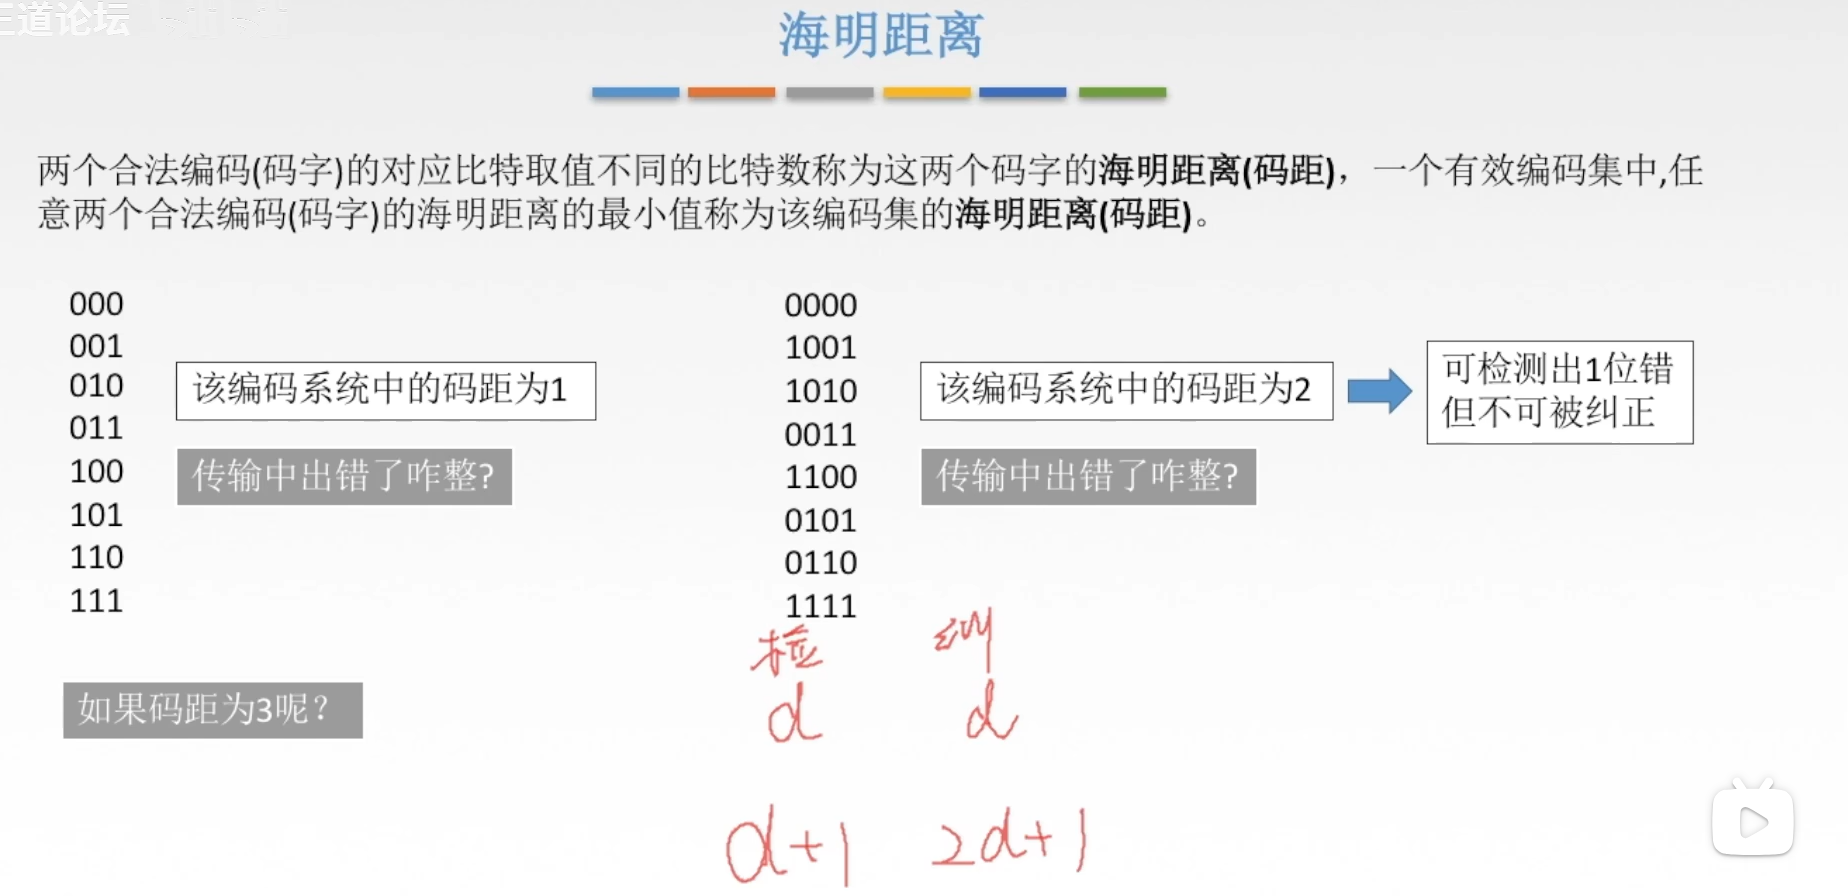 三道论坛
海明距离
两个合法编码(码字)的对应比特取值不同的比特数称为这两个码字的海明距离(码距)，一个有效编码集中,任
意两个合法编码(码字)的海明距离的最小值称为该编码集的海明距离(码距)。
000
001
010
011
100
101
110
111
该编码系统中的码距为1
传输中出错了咋整?
0000
1001
1010
0011
1100
0101
0110
1111
该编码系统中的码距为2
传输中出错了咋整?
可检测出1位错
但不可被纠正
如果码距为3呢?
检 纠
d d
d+1 2d+1